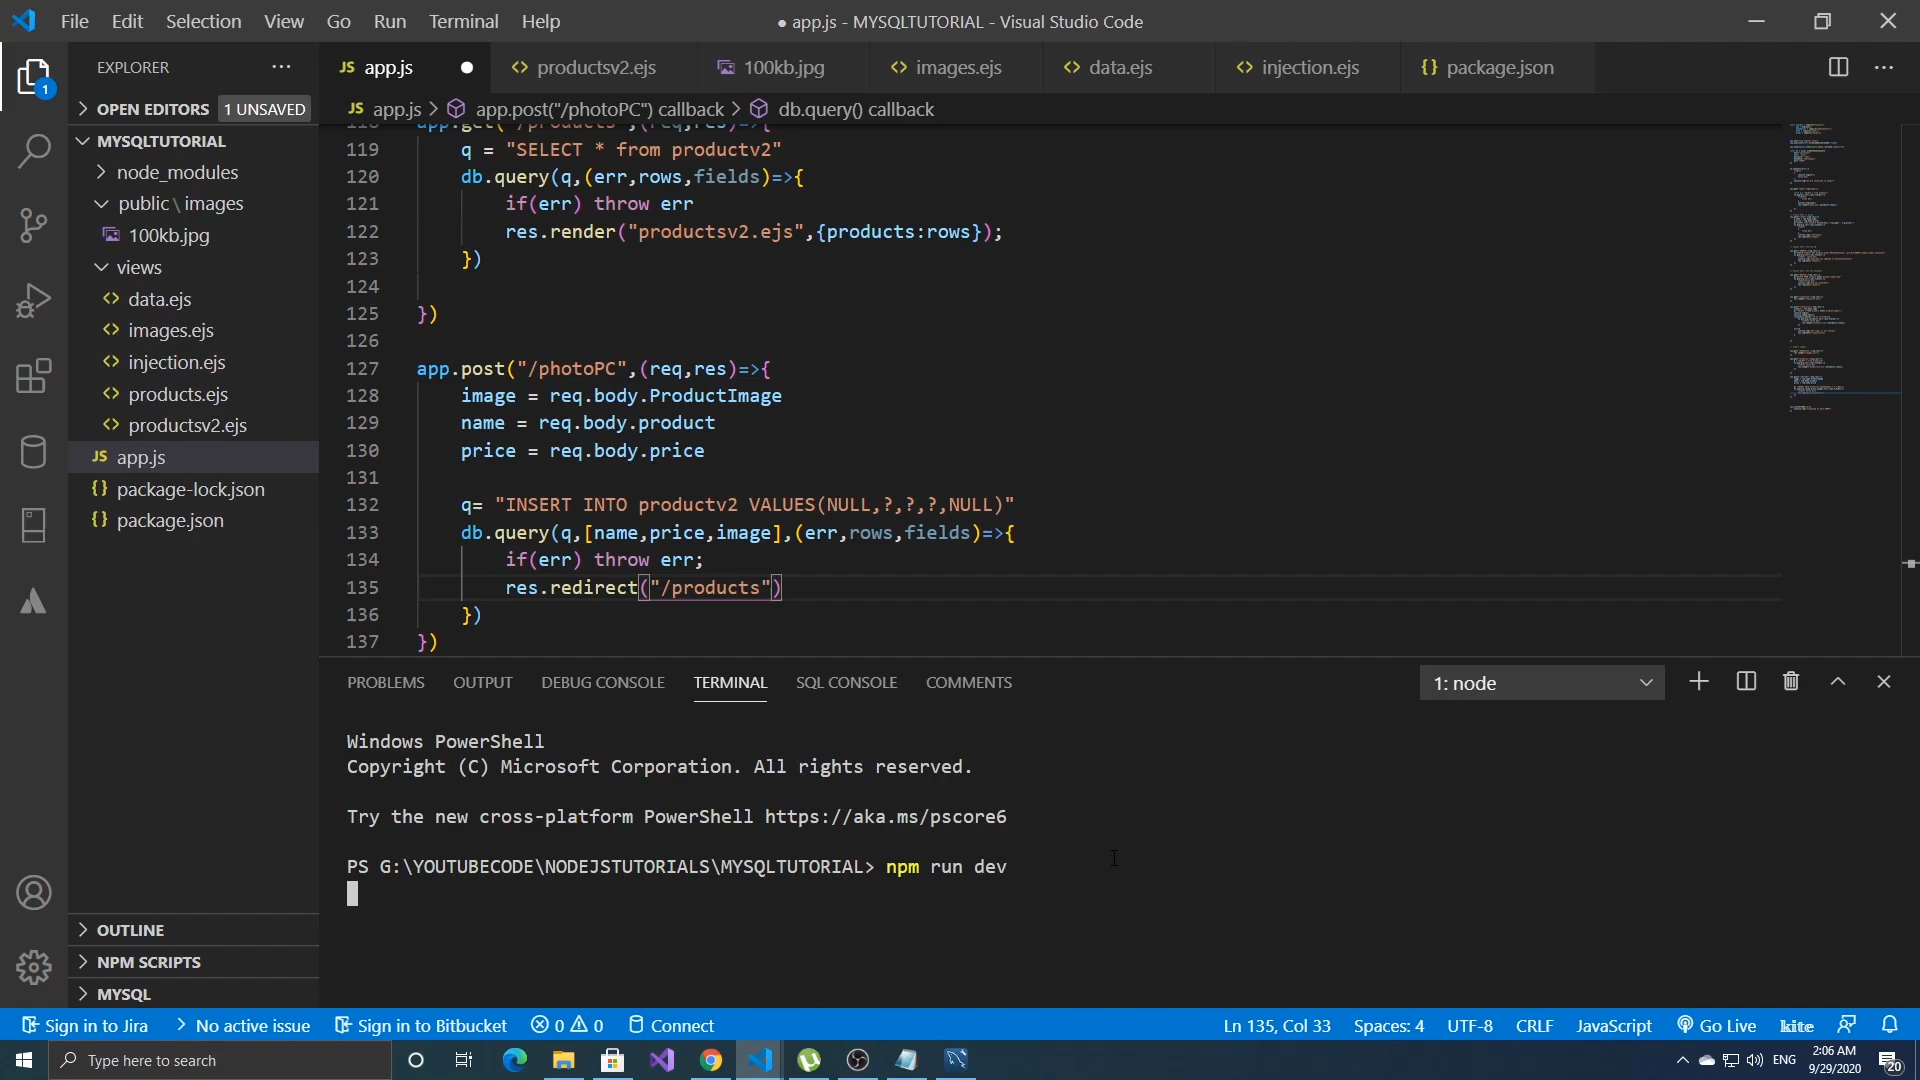 File Edit Selection View Go Run Terminal Help
● app.js - MYSQLTUTORIAL - Visual Studio Code
EXPLORER
JS app.js
productsv2.ejs
100kb.jpg
images.ejs
data.ejs
injection.ejs
package.json
OPEN EDITORS 1 UNSAVED
JS app.js > app.post("/photoPC") callback > db.query() callback
MYSQLTUTORIAL
node_modules
public \ images
100kb.jpg
views
data.ejs
images.ejs
injection.ejs
products.ejs
productsv2.ejs
JS app.js
package-lock.json
package.json
OUTLINE
NPM SCRIPTS
MYSQL
118 app.get("/products",(req,res)=>{
119 q = "SELECT * from productv2"
120 db.query(q,(err,rows,fields)=>{
121 if(err) throw err
122 res.render("productsv2.ejs",{products:rows});
123 })
124
125 })
126
127 app.post("/photoPC",(req,res)=>{
128 image = req.body.ProductImage
129 name = req.body.product
130 price = req.body.price
131
132 q= "INSERT INTO productv2 VALUES(NULL,?,?,?,NULL)"
133 db.query(q,[name,price,image],(err,rows,fields)=>{
134 if(err) throw err;
135 res.redirect("/products")
136 })
137 })
PROBLEMS OUTPUT DEBUG CONSOLE TERMINAL SQL CONSOLE COMMENTS
1: node
Windows PowerShell
Copyright (C) Microsoft Corporation. All rights reserved.
Try the new cross-platform PowerShell https://aka.ms/pscore6
PS G:\YOUTUBECODE\NODEJSTUTORIALS\MYSQLTUTORIAL> npm run dev
Sign in to Jira No active issue Sign in to Bitbucket 0 0 Connect
Ln 135, Col 33 Spaces: 4 UTF-8 CRLF JavaScript Go Live kite
Type here to search
ENG
2:06 AM
9/29/2020
20
1